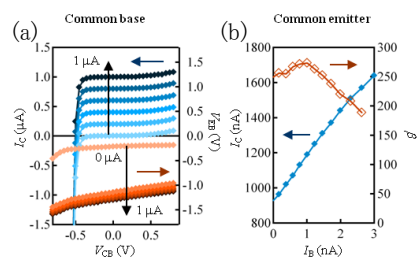 Common base
Common emitter
(a)
(b)
1.5
1.0
0.5
0.0
-0.5
-1.0
-1.5
I_C (μA)
1 μA
0 μA
1 μA
1.5
1.0
0.5
0.0
-0.5
-1.0
-1.5
V_EB (V)
-0.5
0.0
0.5
V_CB (V)
1800
1600
1400
1200
1000
800
I_C (nA)
300
250
200
150
100
50
0
β
0
1
2
3
I_B (nA)